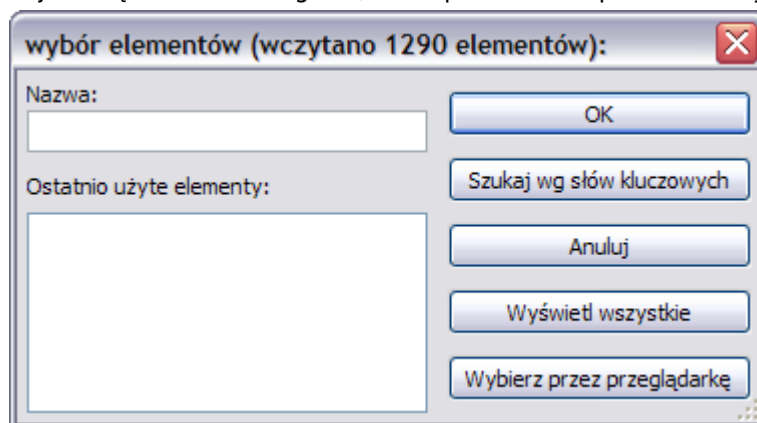 wybór elementów (wczytano 1290 elementów):
Nazwa:
OK
Szukaj wg słów kluczowych
Ostatnio użyte elementy:
Anuluj
Wyświetl wszystkie
Wybierz przez przeglądarkę